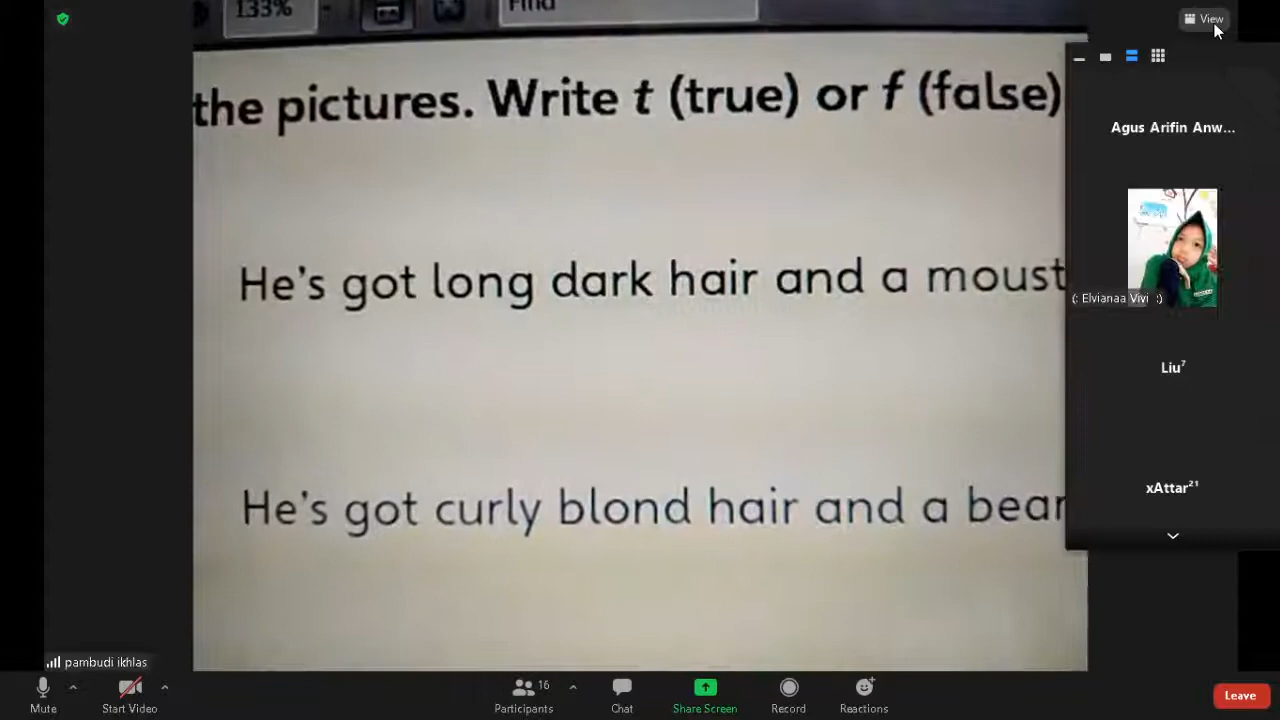 133%
Find
View
the pictures. Write t (true) or f (false)
Agus Arifin Anw...
He's got long dark hair and a moust
(: Elvianaa Vivi :)
Liu⁷
xAttar²¹
He's got curly blond hair and a bear
pambudi ikhlas
Mute
Start Video
16
Participants
Chat
Share Screen
Record
Reactions
Leave